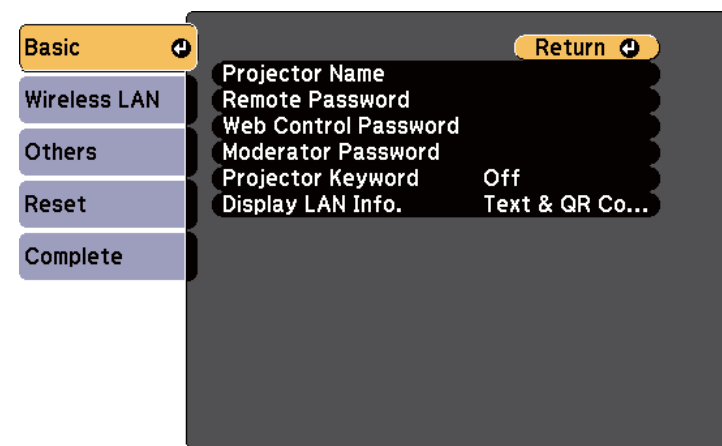 Basic
Wireless LAN
Others
Reset
Complete
Return
Projector Name
Remote Password
Web Control Password
Moderator Password
Projector Keyword Off
Display LAN Info. Text & QR Co...